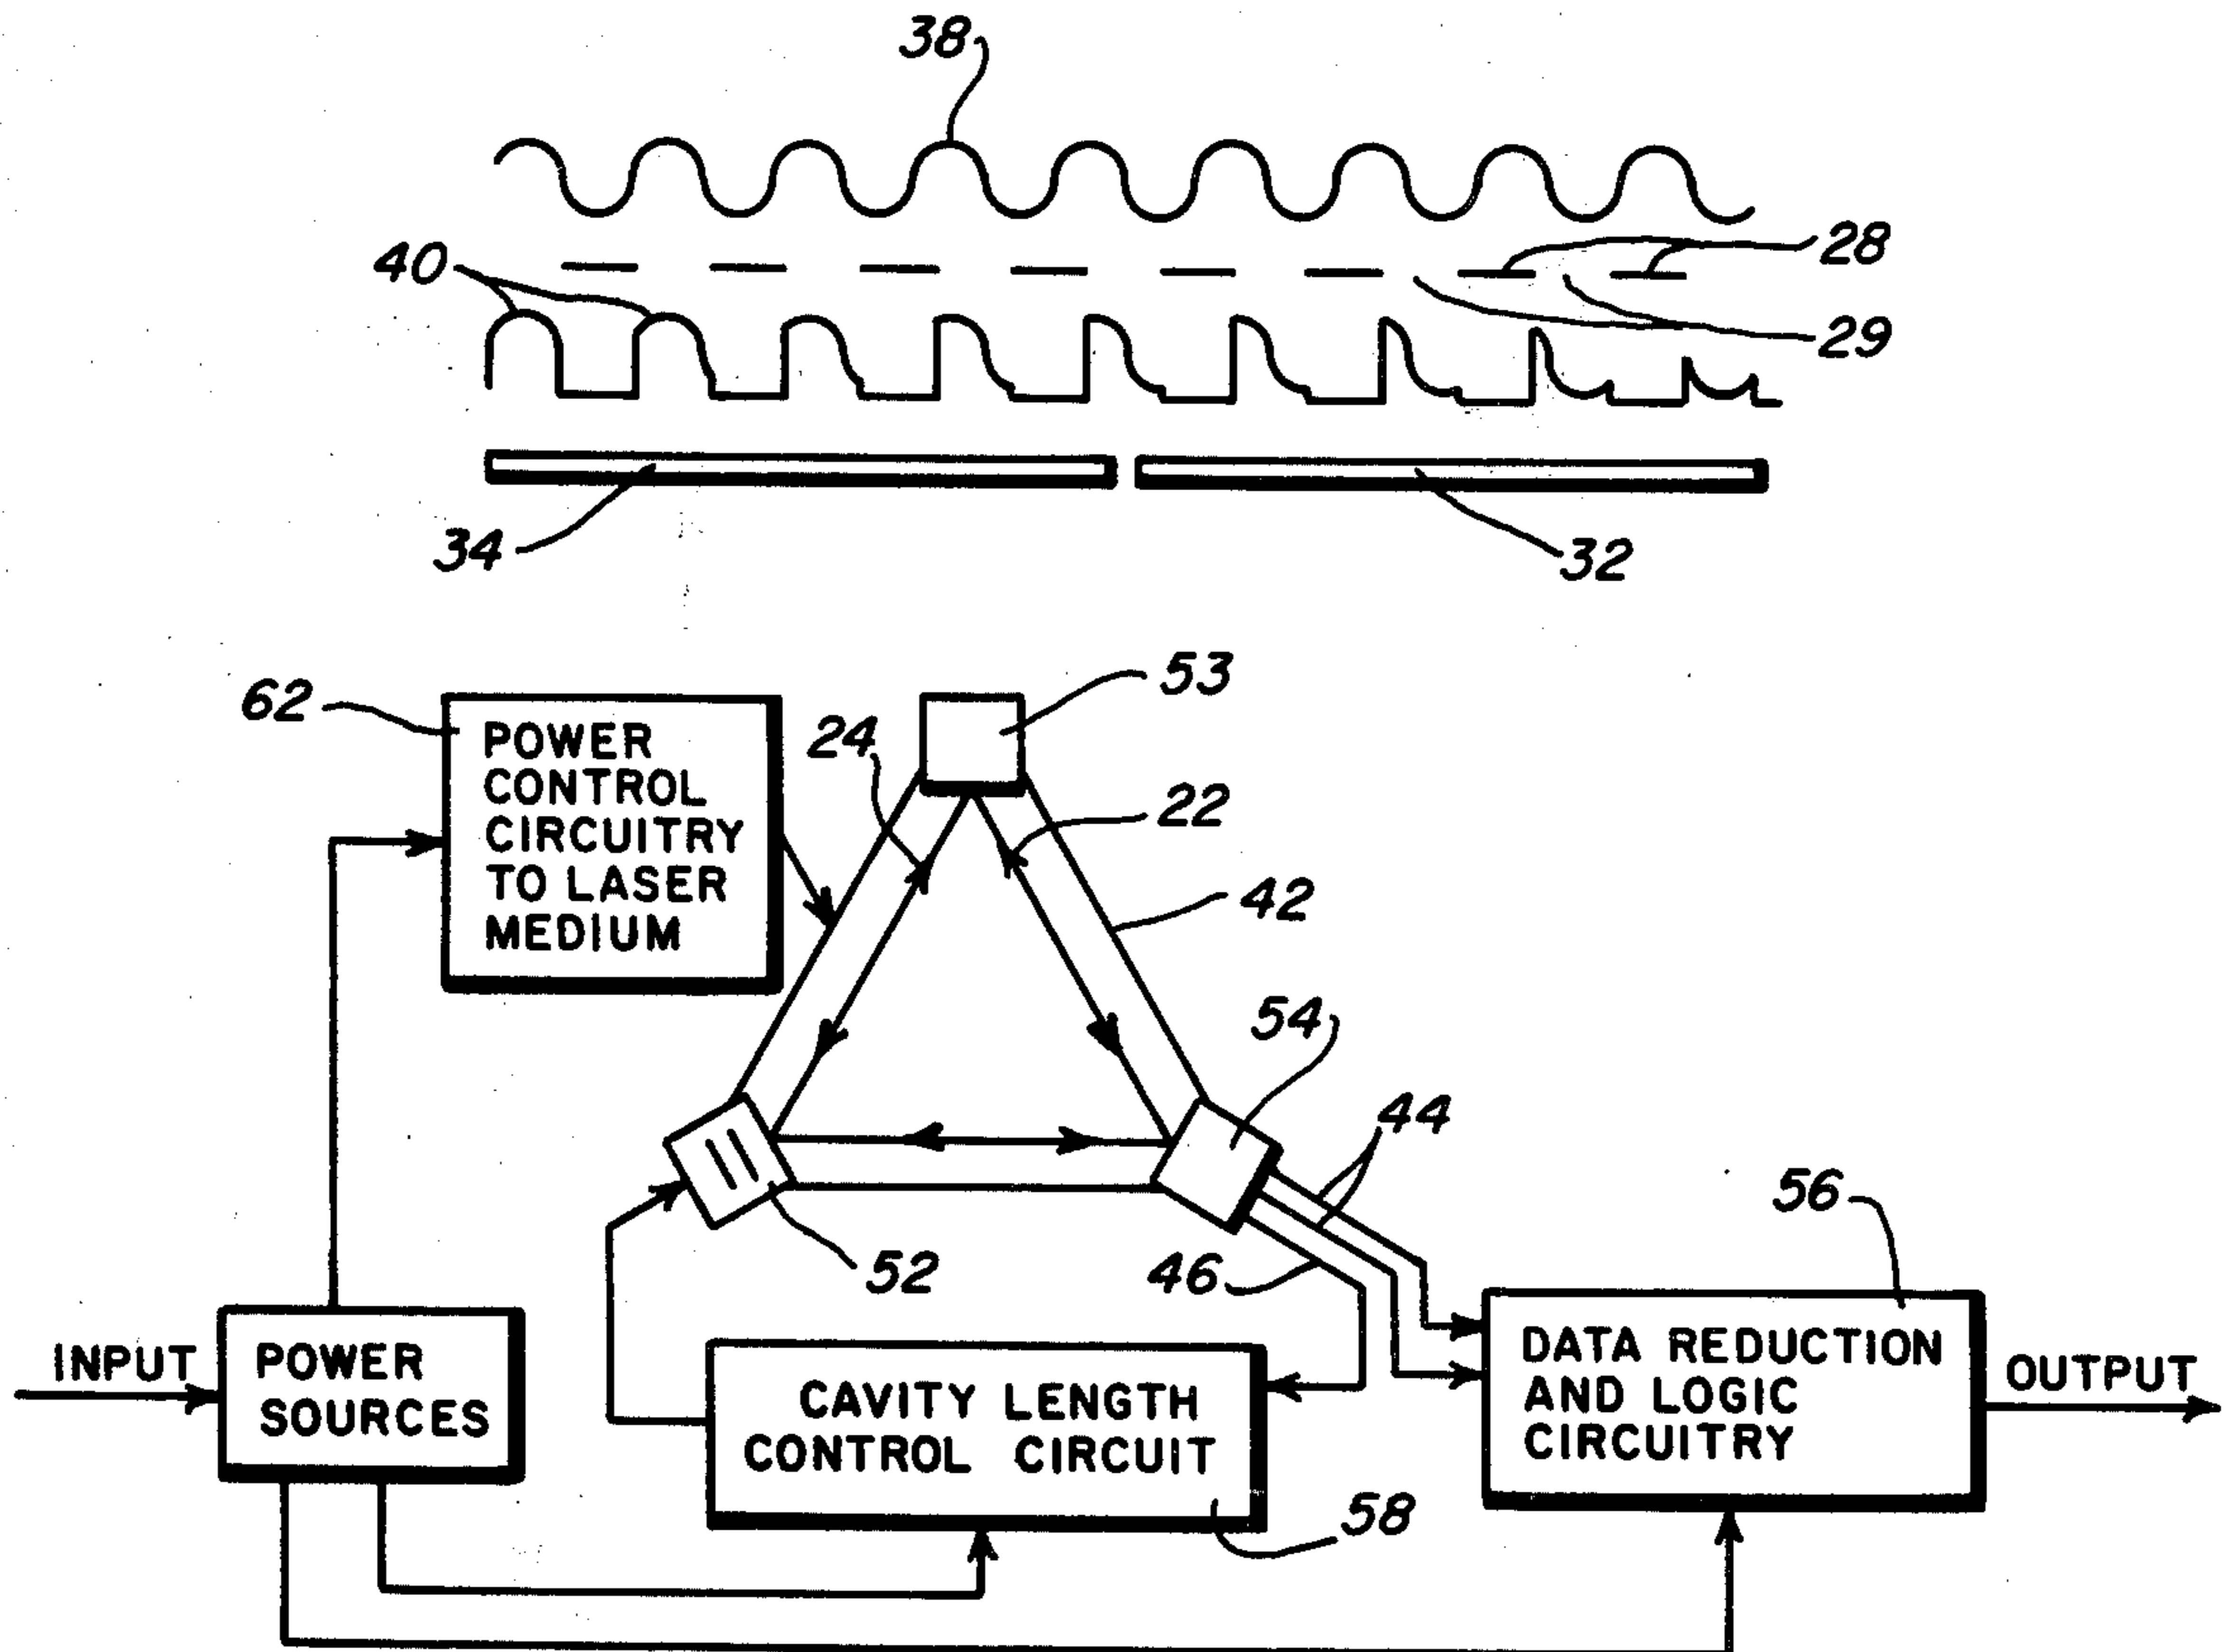 38
40
28
29
34
32
62
POWER
CONTROL
CIRCUITRY
TO LASER
MEDIUM
53
24
22
42
54
44
56
52
46
INPUT
POWER
SOURCES
CAVITY LENGTH
CONTROL CIRCUIT
58
DATA REDUCTION
AND LOGIC
CIRCUITRY
OUTPUT